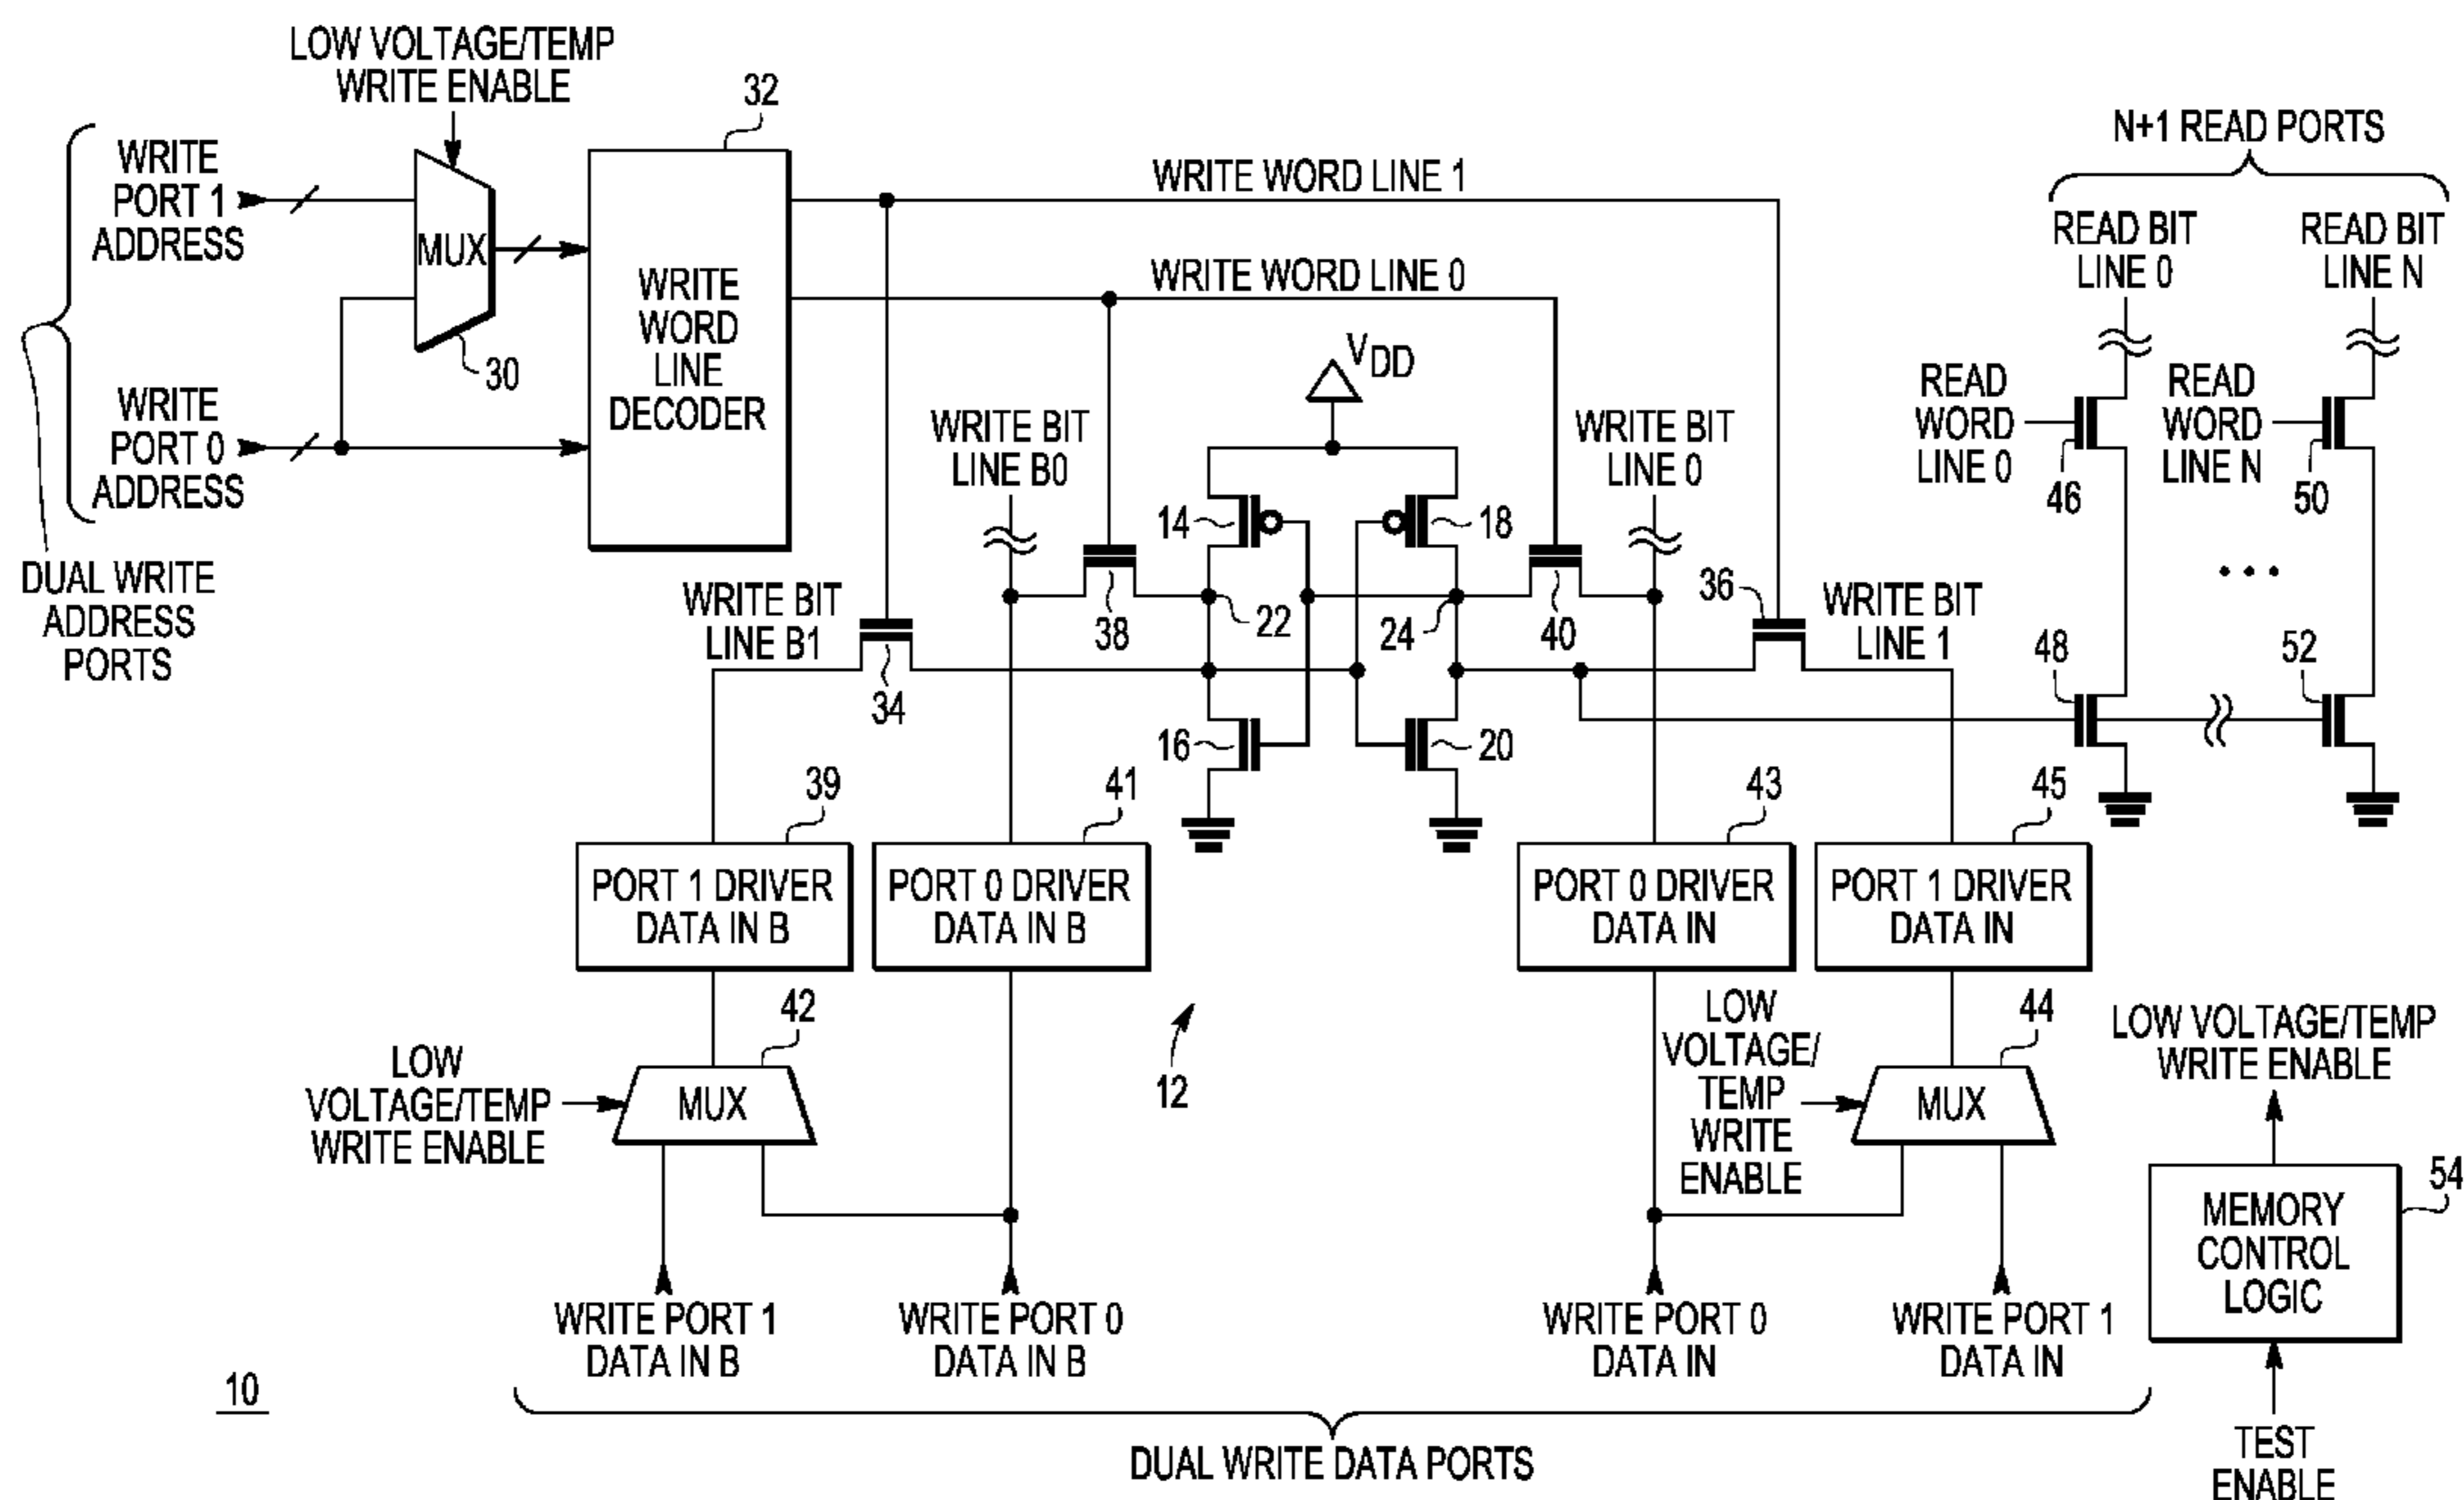 LOW VOLTAGE/TEMP
WRITE ENABLE
32
N+1 READ PORTS
WRITE
PORT 1
ADDRESS
MUX
30
WRITE
PORT 0
ADDRESS
DUAL WRITE
ADDRESS
PORTS
WRITE
WORD
LINE
DECODER
WRITE WORD LINE 1
WRITE WORD LINE 0
READ BIT
LINE 0
READ BIT
LINE N
READ
WORD
LINE 0
46
READ
WORD
LINE N
50
VDD
WRITE BIT
LINE B0
WRITE BIT
LINE 0
14
18
WRITE BIT
LINE B1
34
38
22
24
40
36
WRITE BIT
LINE 1
• • •
48
52
16
20
39
41
43
45
PORT 1 DRIVER
DATA IN B
PORT 0 DRIVER
DATA IN B
PORT 0 DRIVER
DATA IN
PORT 1 DRIVER
DATA IN
42
LOW
VOLTAGE/TEMP
WRITE ENABLE
MUX
12
LOW
VOLTAGE/
TEMP
WRITE
ENABLE
44
MUX
LOW VOLTAGE/TEMP
WRITE ENABLE
54
MEMORY
CONTROL
LOGIC
WRITE PORT 1
DATA IN B
WRITE PORT 0
DATA IN B
WRITE PORT 0
DATA IN
WRITE PORT 1
DATA IN
10
DUAL WRITE DATA PORTS
TEST
ENABLE